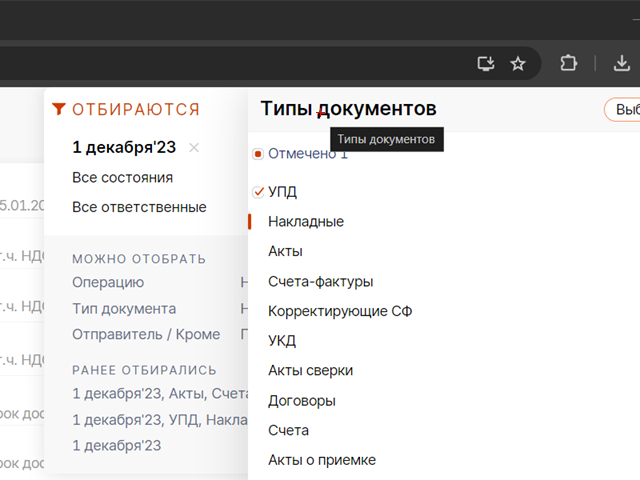 ОТБИРАЮТСЯ
1 декабря'23
Все состояния
Все ответственные
МОЖНО ОТОБРАТЬ
Операцию
Тип документа
Отправитель / Кроме
РАНЕЕ ОТБИРАЛИСЬ
1 декабря'23, Акты, Счета
1 декабря'23, УПД, Накла
1 декабря'23
Типы документов
Выб
Типы документов
Отмечено 1
УПД
Накладные
Акты
Счета-фактуры
Корректирующие СФ
УКД
Акты сверки
Договоры
Счета
Акты о приемке
5.01.20
т.ч. НДС
т.ч. НДС
т.ч. НДС
рок дос
рок дос